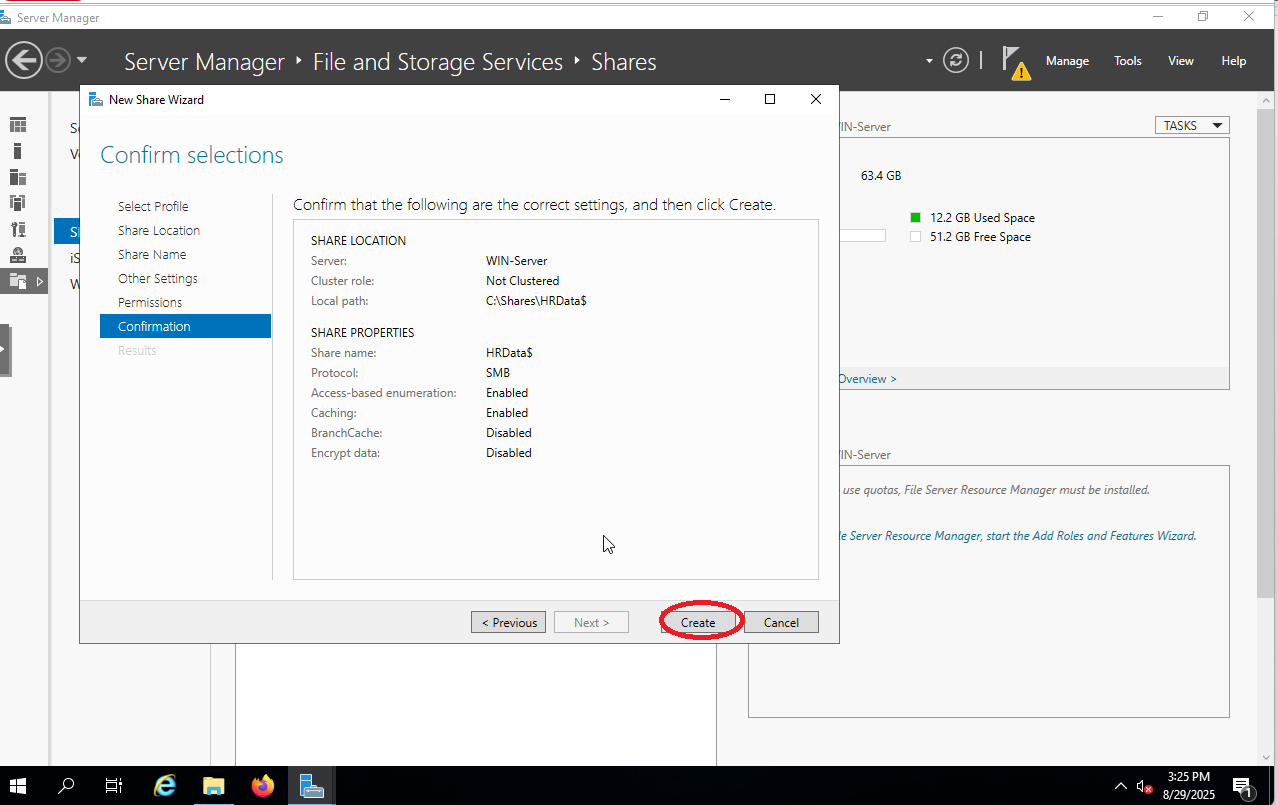 Server Manager
Server Manager ‣ File and Storage Services ‣ Shares
Manage Tools View Help
New Share Wizard
WIN-Server
TASKS
Confirm selections
63.4 GB
12.2 GB Used Space
51.2 GB Free Space
Select Profile
Share Location
Share Name
Other Settings
Permissions
Confirmation
Results
Confirm that the following are the correct settings, and then click Create.
SHARE LOCATION
Server: WIN-Server
Cluster role: Not Clustered
Local path: C:\Shares\HRData$
SHARE PROPERTIES
Share name: HRData$
Protocol: SMB
Access-based enumeration: Enabled
Caching: Enabled
BranchCache: Disabled
Encrypt data: Disabled
Overview >
WIN-Server
use quotas, File Server Resource Manager must be installed.
Server Resource Manager, start the Add Roles and Features Wizard.
< Previous
Next >
Create
Cancel
3:25 PM
8/29/2025
1